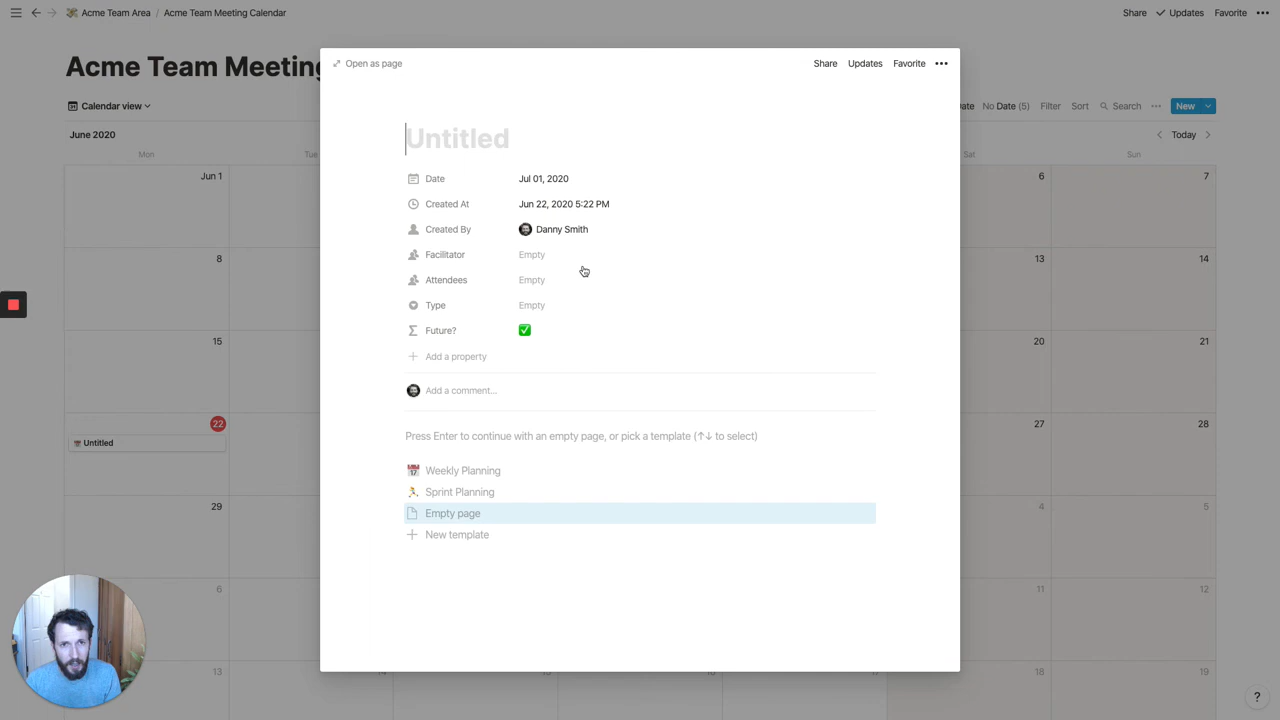 Acme Team Area / Acme Team Meeting Calendar
Share Updates Favorite •••
Acme Team Meeting
Calendar view
Date No Date (5) Filter Sort Search ••• New
June 2020
Today
Mon Tue Sat Sun
Open as page
Share Updates Favorite •••
Untitled
Date Jul 01, 2020
Created At Jun 22, 2020 5:22 PM
Created By Danny Smith
Facilitator Empty
Attendees Empty
Type Empty
Future?
Add a property
Add a comment...
Press Enter to continue with an empty page, or pick a template (↑↓ to select)
Weekly Planning
Sprint Planning
Empty page
New template
Jun 1 6 7
8 13 14
15 20 21
22 27 28
Untitled
29 4 5
6 11 12
13 14 15 16 17 18 19
?